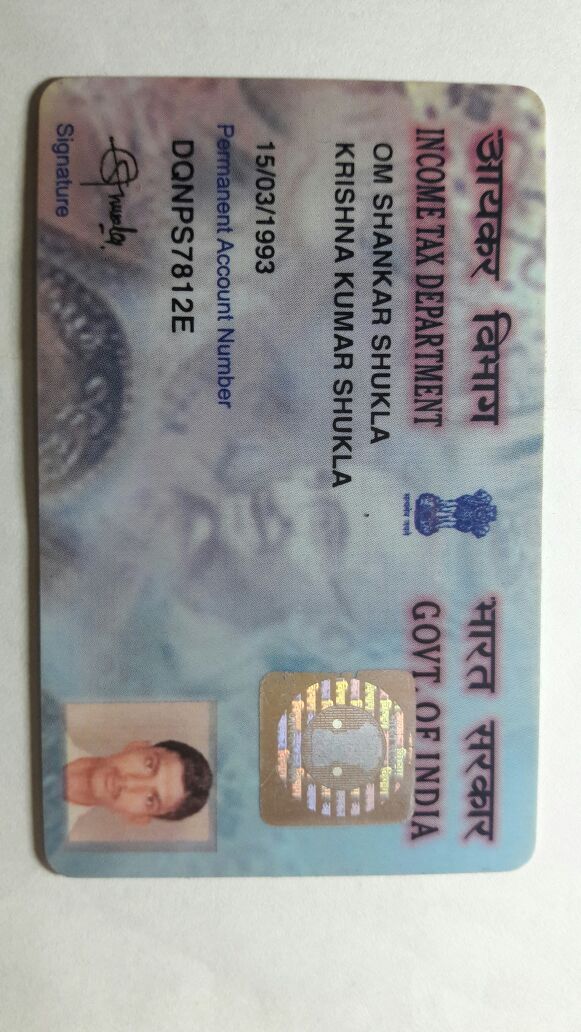 आयकर विभाग
भारत सरकार
INCOME TAX DEPARTMENT
GOVT. OF INDIA
सत्यमेव जयते
OM SHANKAR SHUKLA
KRISHNA KUMAR SHUKLA
15/03/1993
Permanent Account Number
DQNPS7812E
Signature